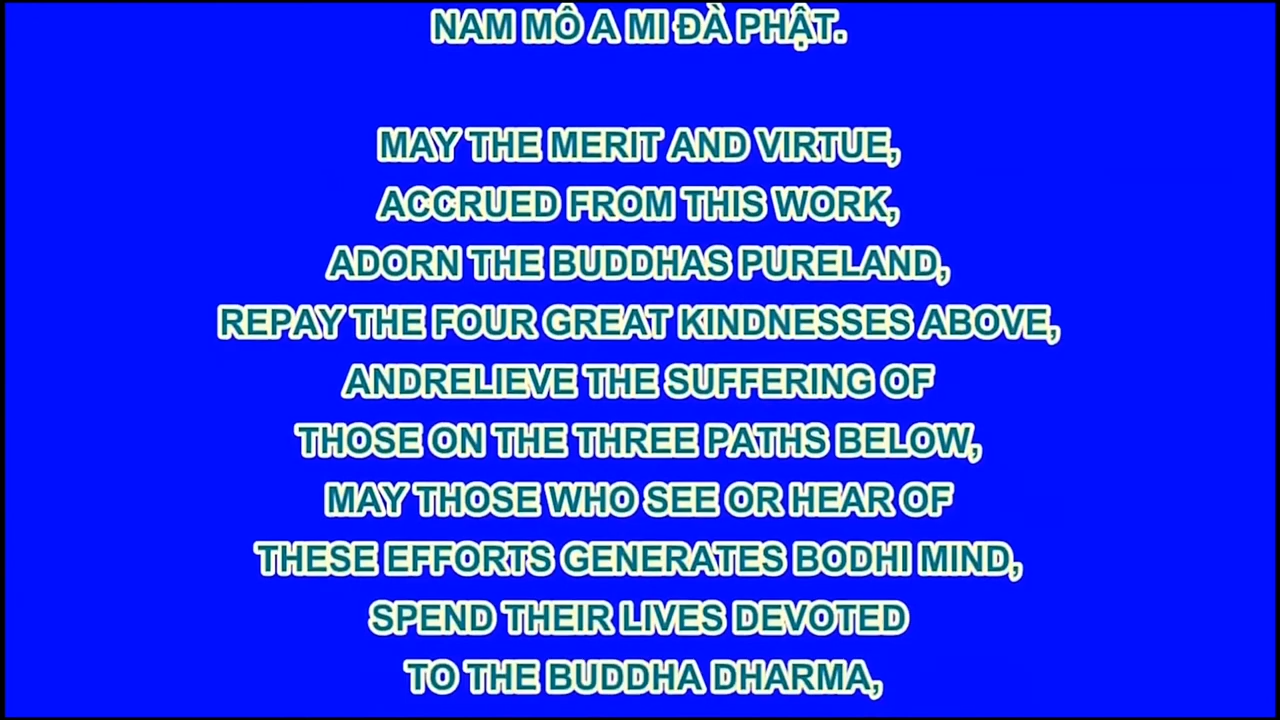 NAM MÔ A MI ĐÀ PHẬT.
MAY THE MERIT AND VIRTUE,
ACCRUED FROM THIS WORK,
ADORN THE BUDDHAS PURELAND,
REPAY THE FOUR GREAT KINDNESSES ABOVE,
ANDRELIEVE THE SUFFERING OF
THOSE ON THE THREE PATHS BELOW,
MAY THOSE WHO SEE OR HEAR OF
THESE EFFORTS GENERATES BODHI MIND,
SPEND THEIR LIVES DEVOTED
TO THE BUDDHA DHARMA,